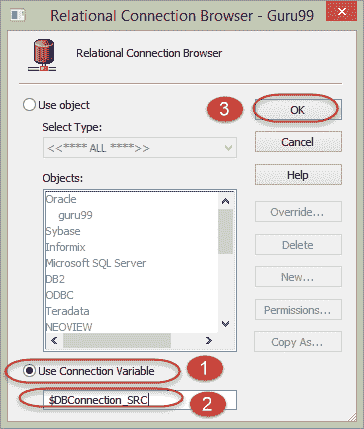 Relational Connection Browser - Guru99
Relational Connection Browser
Use object
Select Type:
<<**** ALL ****>>
Objects:
Oracle
guru99
Sybase
Informix
Microsoft SQL Server
DB2
ODBC
Teradata
NEOVIEW
Use Connection Variable
1
$DBConnection_SRC
2
3
OK
Cancel
Help
Override...
Delete
New...
Permissions...
Copy As...